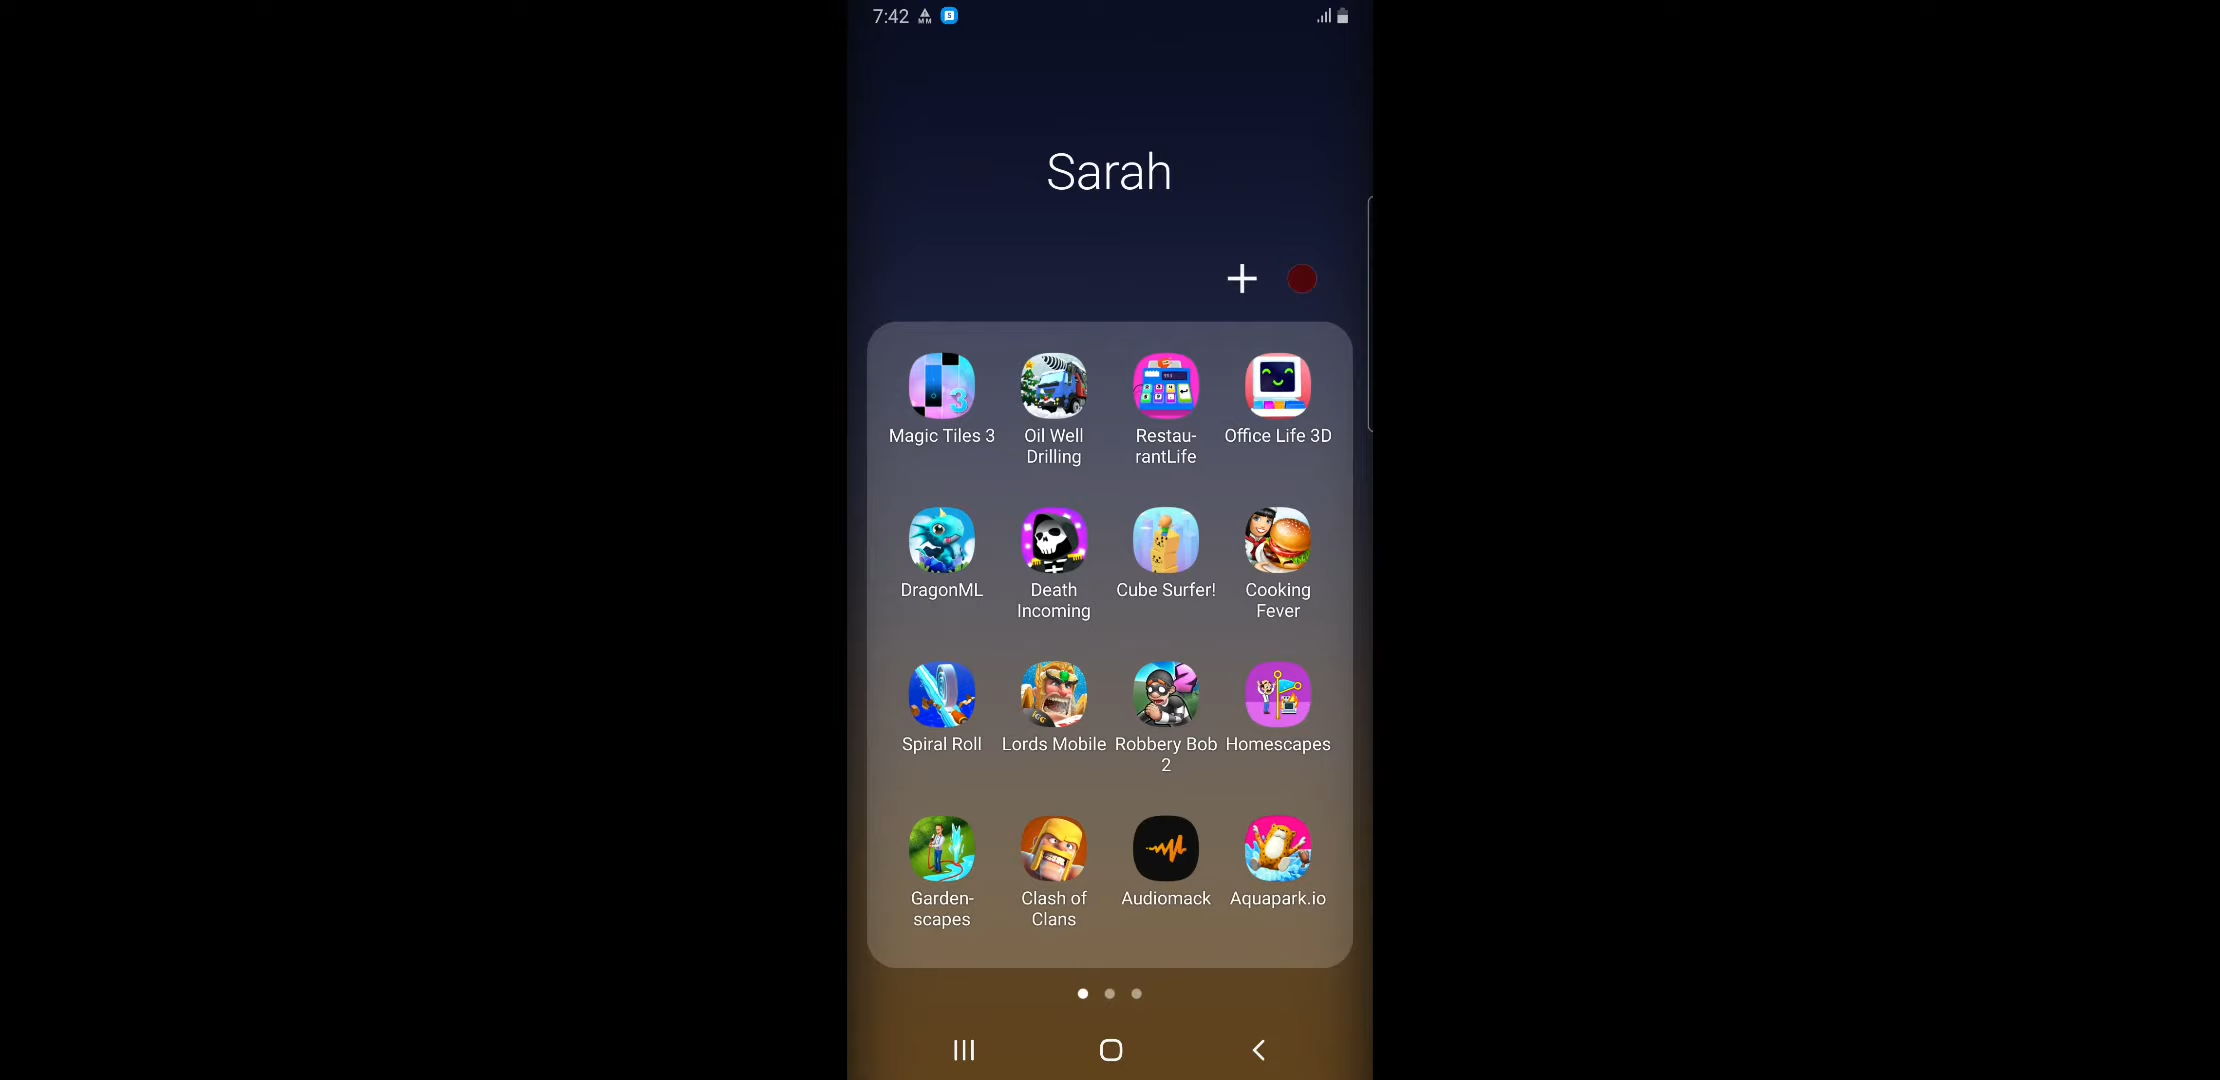 7:42
Sarah
Magic Tiles 3
Oil Well
Drilling
Restau-
rantLife
Office Life 3D
DragonML
Death
Incoming
Cube Surfer!
Cooking
Fever
Spiral Roll
Lords Mobile
Robbery Bob
2
Homescapes
Garden-
scapes
Clash of
Clans
Audiomack
Aquapark.io